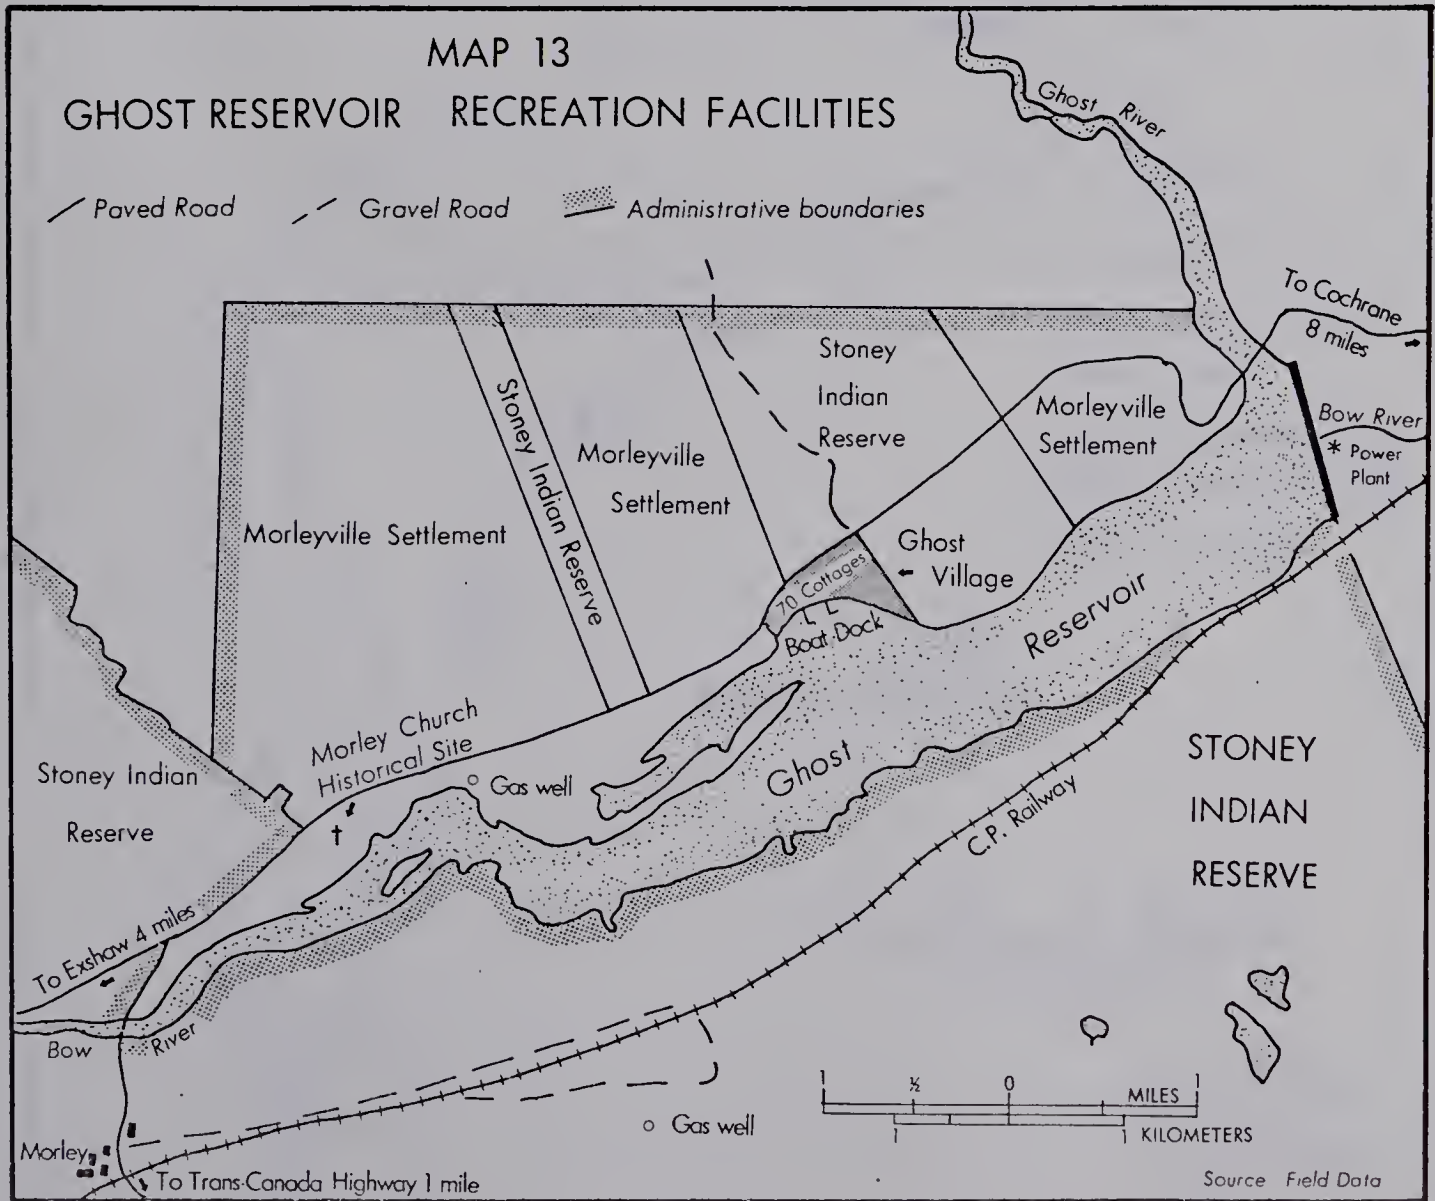 MAP 13
GHOST RESERVOIR RECREATION FACILITIES
Paved Road
Gravel Road
Administrative boundaries
Ghost River
To Cochrane
8 miles
Bow River
* Power
Plant
Stoney
Indian
Reserve
Morleyville
Settlement
Stoney Indian Reserve
Morleyville
Settlement
Morleyville Settlement
70 Cottages
Ghost
Village
Boat Dock
Ghost Reservoir
Morley Church
Historical Site
Gas well
Stoney Indian
Reserve
STONEY
INDIAN
RESERVE
C.P. Railway
To Exshaw 4 miles
Bow River
Morley
To Trans-Canada Highway 1 mile
Gas well
1 ½ 0 1
MILES
1 1 KILOMETERS
Source Field Data